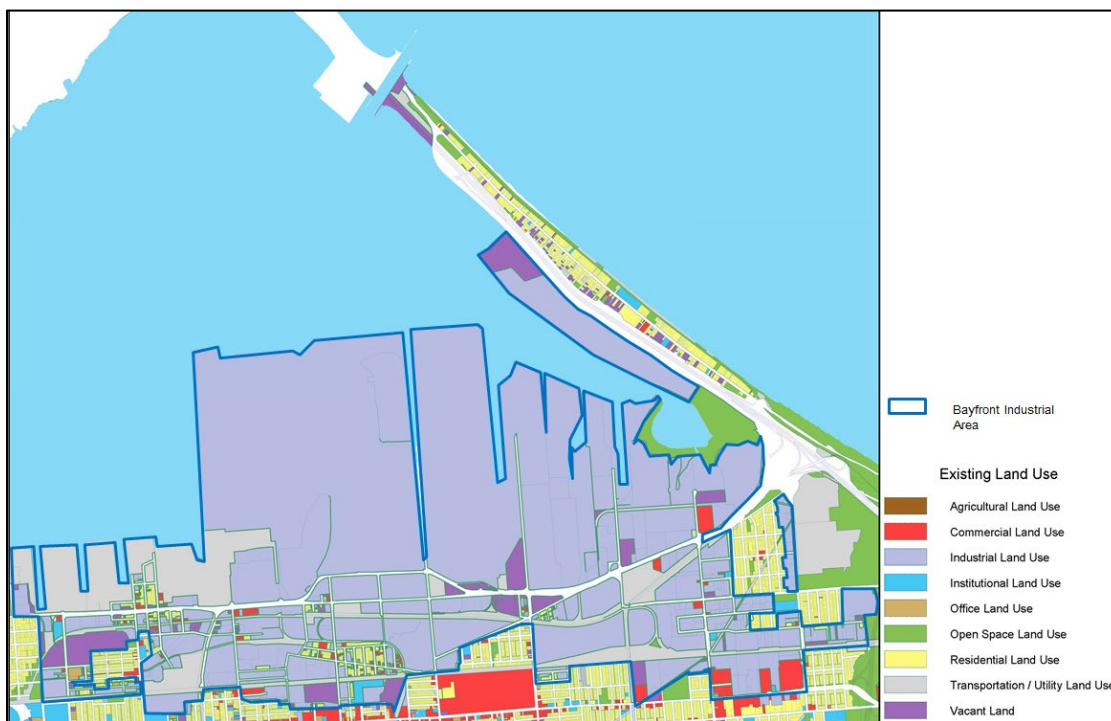 Bayfront Industrial
Area
Existing Land Use
Agricultural Land Use
Commercial Land Use
Industrial Land Use
Institutional Land Use
Office Land Use
Open Space Land Use
Residential Land Use
Transportation / Utility Land Use
Vacant Land